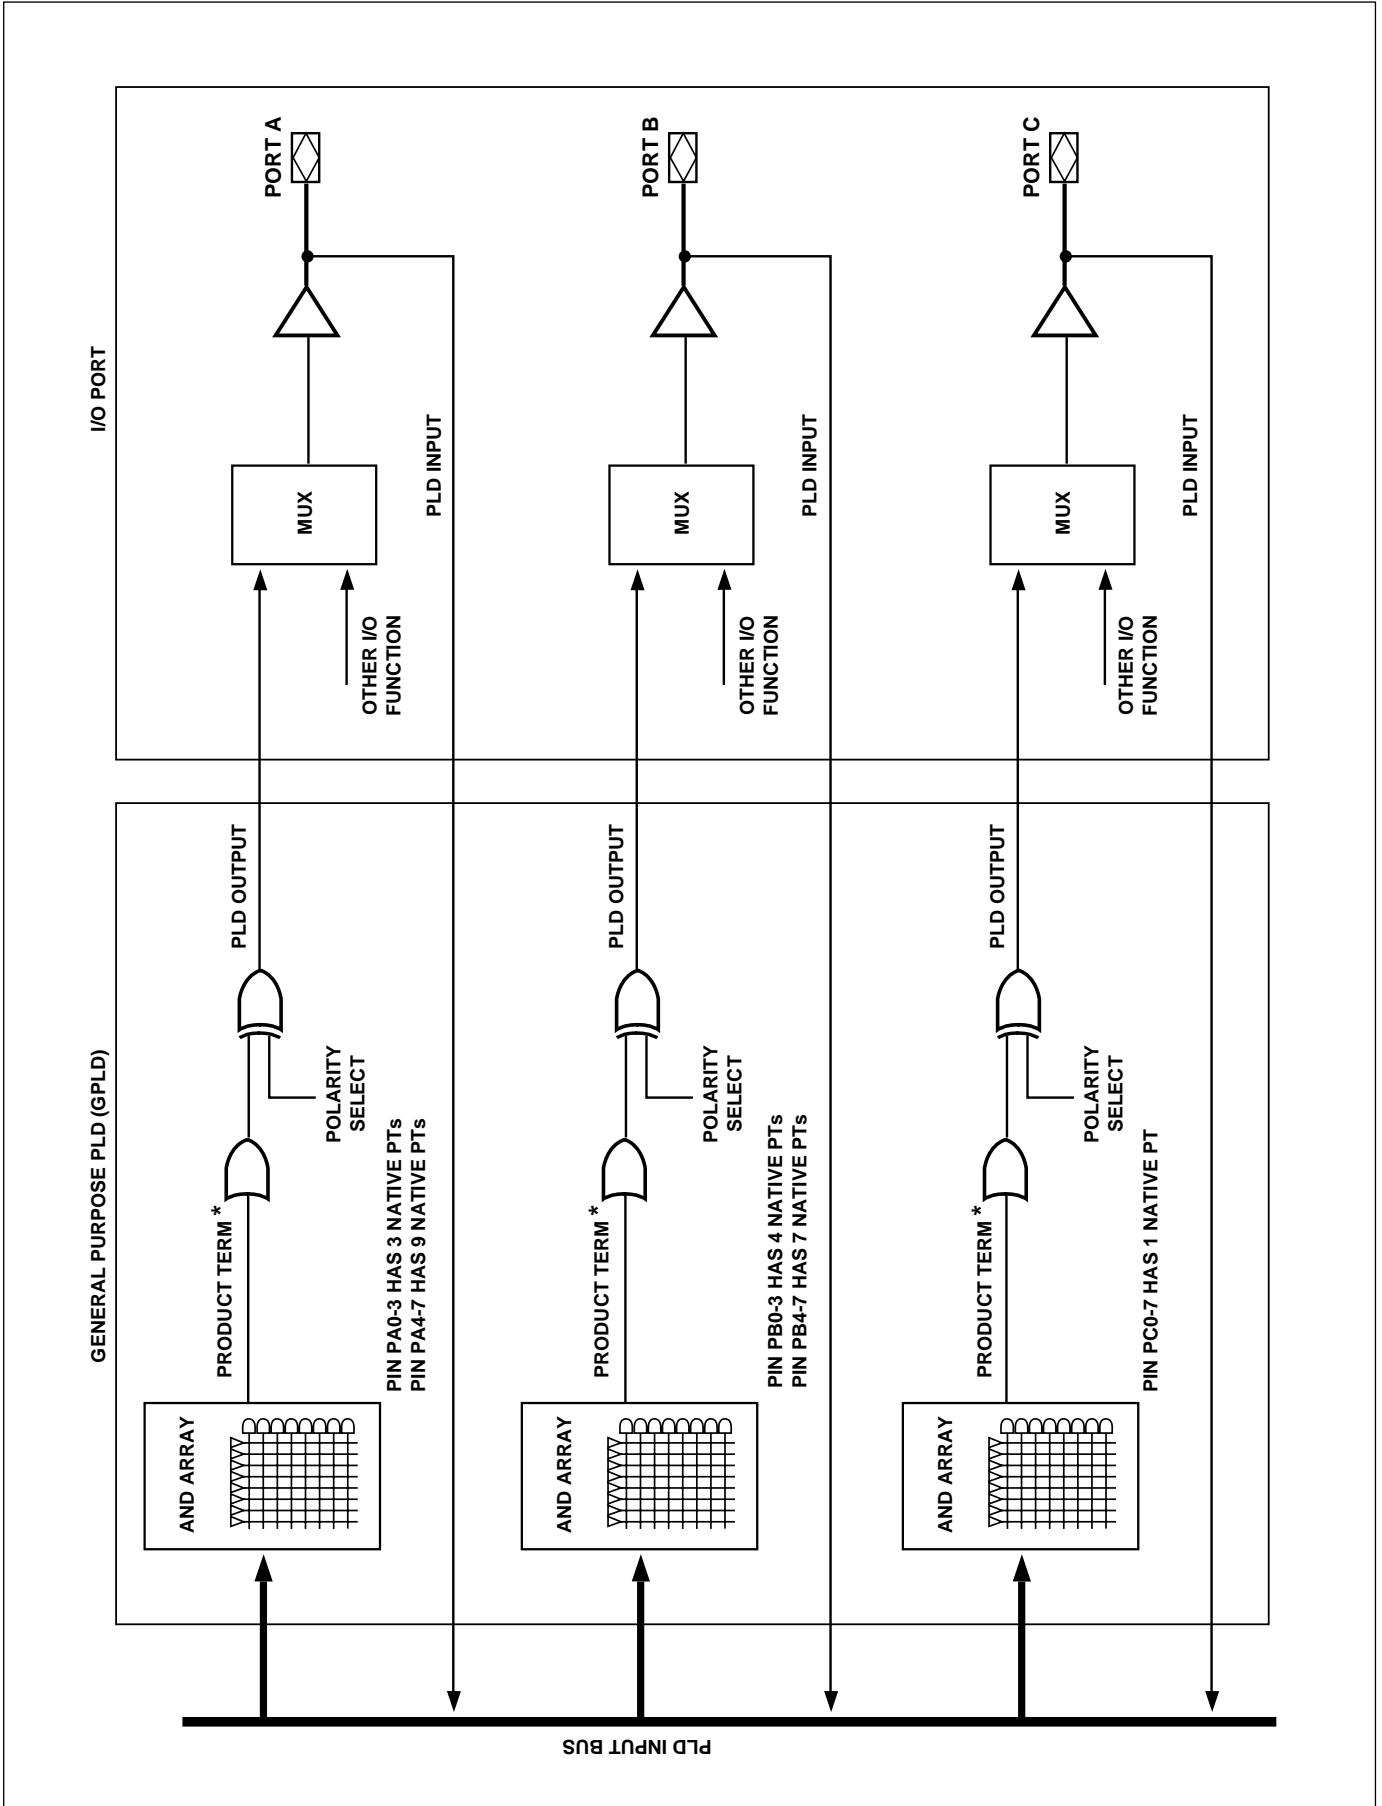 GENERAL PURPOSE PLD (GPLD)
I/O PORT
PLD INPUT BUS
AND ARRAY
PRODUCT TERM *
POLARITY
SELECT
PLD OUTPUT
MUX
OTHER I/O
FUNCTION
PORT A
PLD INPUT
PIN PA0-3 HAS 3 NATIVE PTs
PIN PA4-7 HAS 9 NATIVE PTs
AND ARRAY
PRODUCT TERM *
POLARITY
SELECT
PLD OUTPUT
MUX
OTHER I/O
FUNCTION
PORT B
PLD INPUT
PIN PB0-3 HAS 4 NATIVE PTs
PIN PB4-7 HAS 7 NATIVE PTs
AND ARRAY
PRODUCT TERM *
POLARITY
SELECT
PLD OUTPUT
MUX
OTHER I/O
FUNCTION
PORT C
PLD INPUT
PIN PC0-7 HAS 1 NATIVE PT